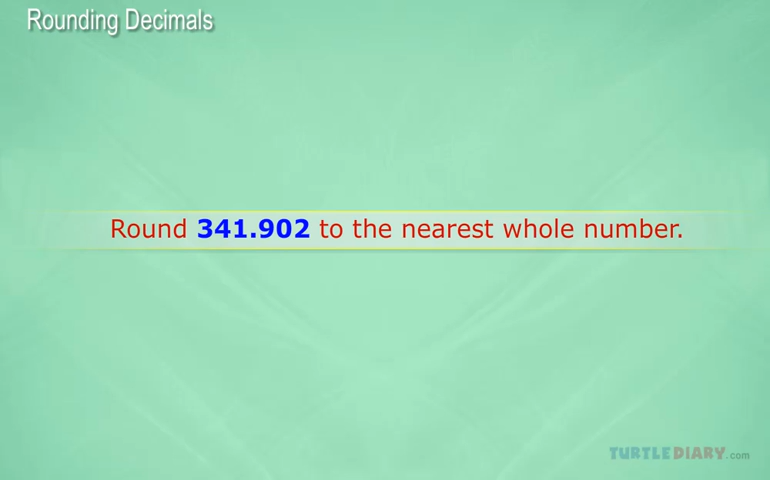 Rounding Decimals
Round 341.902 to the nearest whole number.
TURTLEDIARY.com